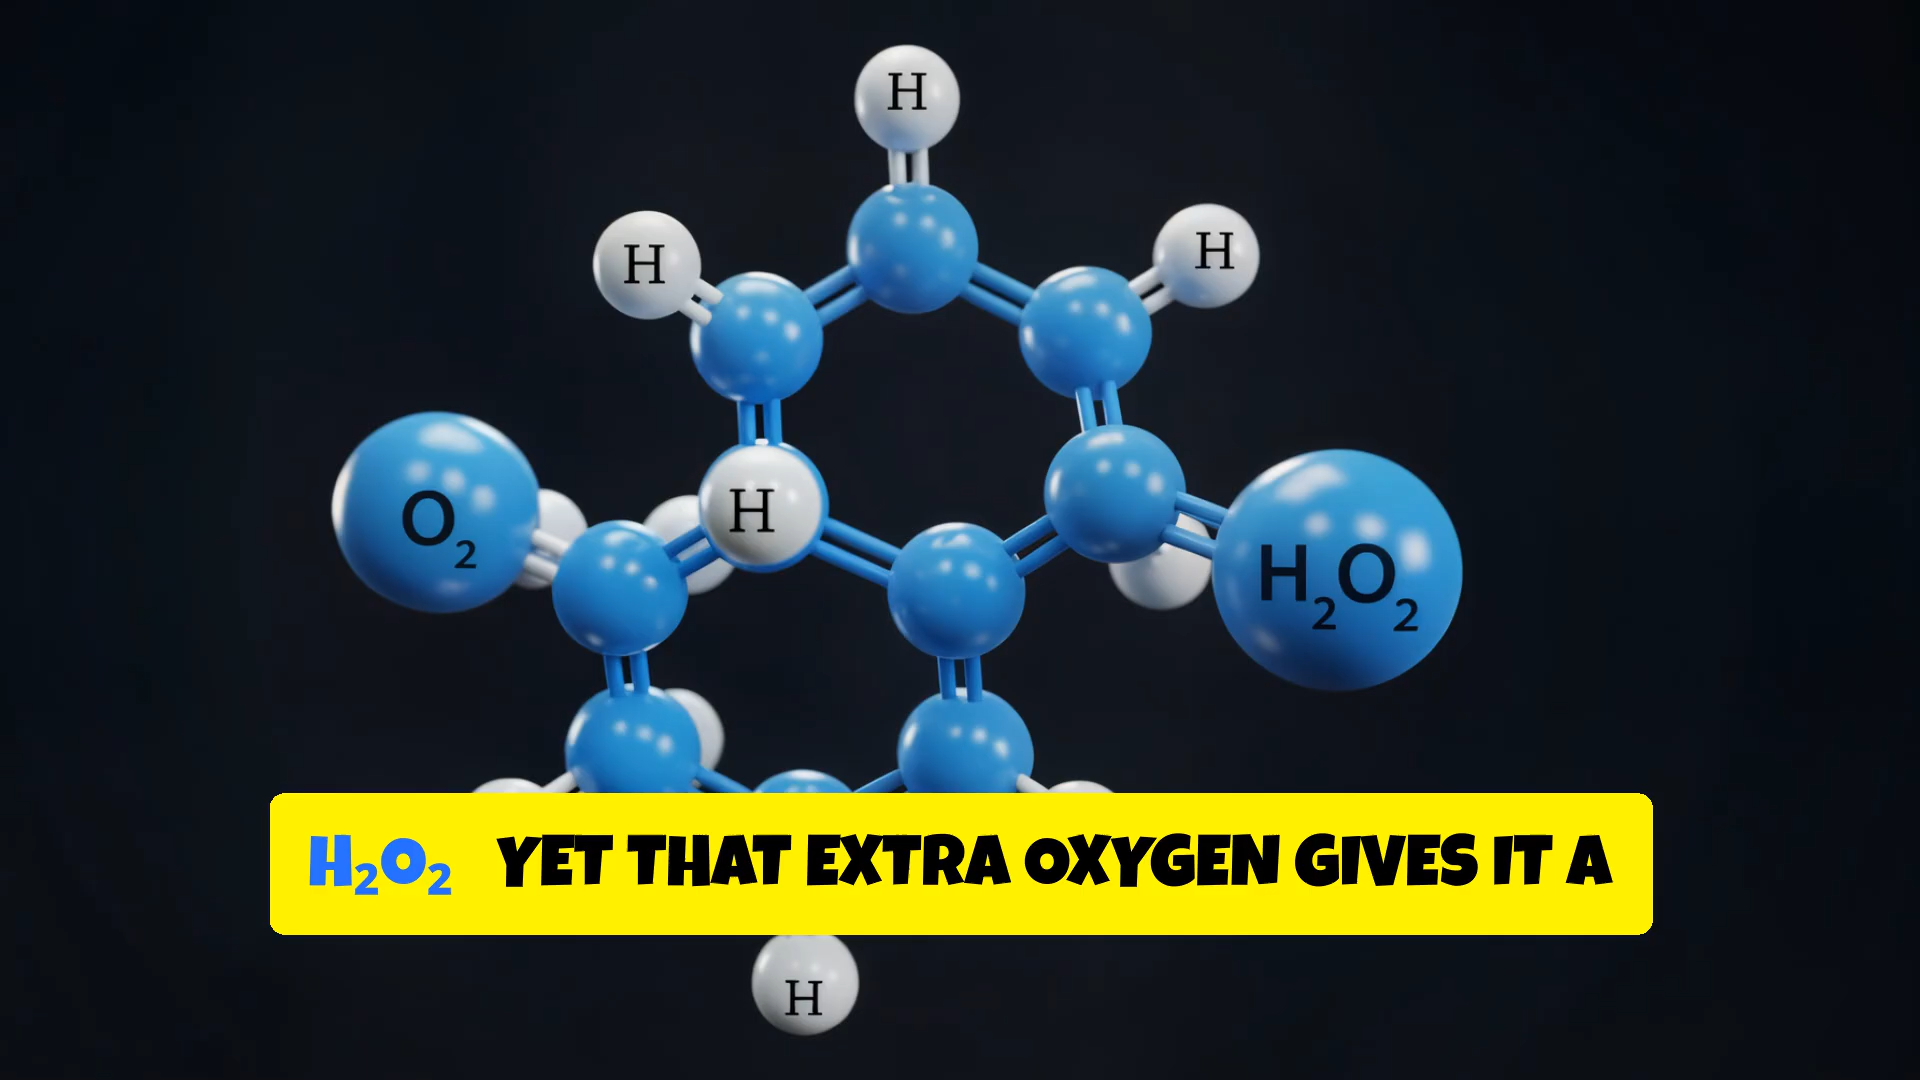 H
H
H
O₂
H
H₂O₂
H₂O₂ YET THAT EXTRA OXYGEN GIVES IT A
H